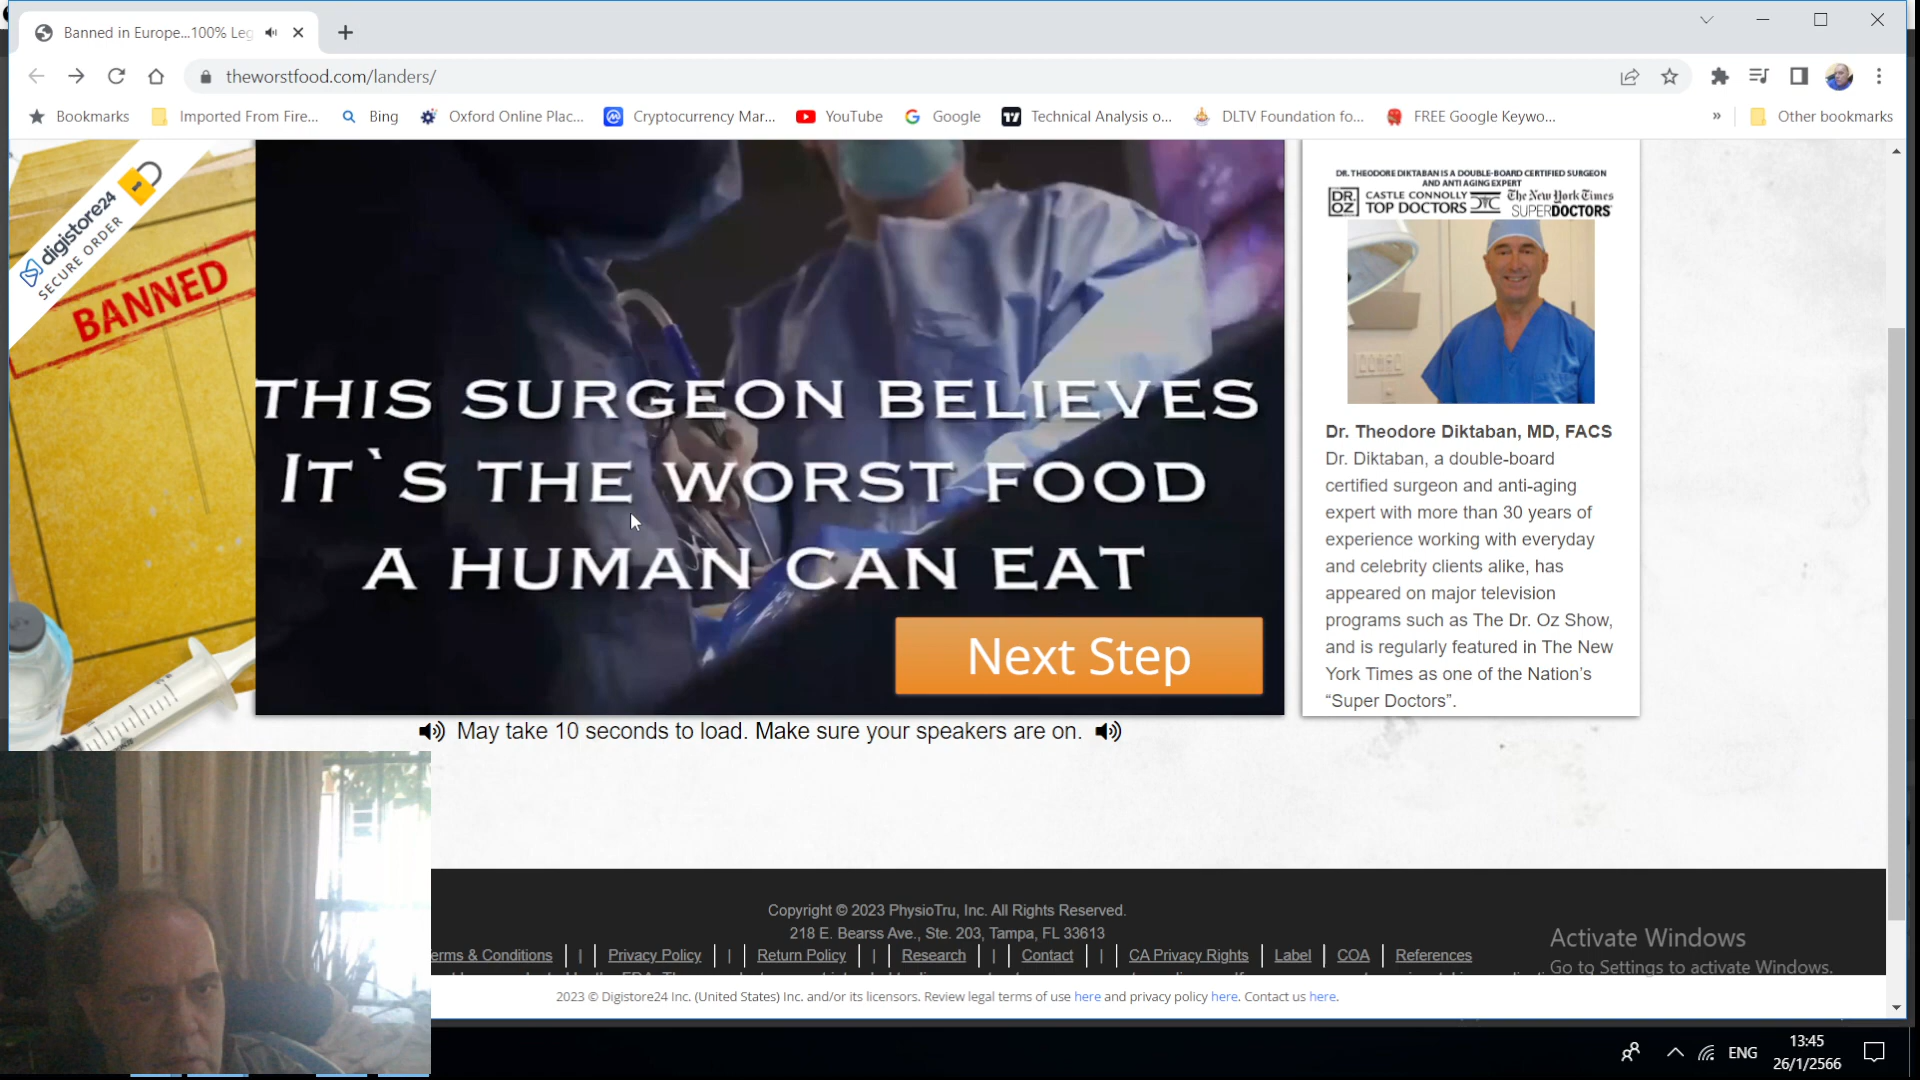 Banned in Europe...100% Leg
theworstfood.com/landers/
Bookmarks
Imported From Fire...
Bing
Oxford Online Plac...
Cryptocurrency Mar...
YouTube
Google
Technical Analysis o...
DLTV Foundation fo...
FREE Google Keywo...
»
Other bookmarks
digistore24
SECURE ORDER
BANNED
THIS SURGEON BELIEVES
IT`S THE WORST FOOD
A HUMAN CAN EAT
Next Step
May take 10 seconds to load. Make sure your speakers are on.
DR. THEODORE DIKTABAN IS A DOUBLE-BOARD CERTIFIED SURGEON
AND ANTI AGING EXPERT
DR. OZ
CASTLE CONNOLLY
TOP DOCTORS
The New York Times
SUPERDOCTORS
Dr. Theodore Diktaban, MD, FACS
Dr. Diktaban, a double-board
certified surgeon and anti-aging
expert with more than 30 years of
experience working with everyday
and celebrity clients alike, has
appeared on major television
programs such as The Dr. Oz Show,
and is regularly featured in The New
York Times as one of the Nation's
“Super Doctors”.
Copyright © 2023 PhysioTru, Inc. All Rights Reserved.
218 E. Bearss Ave., Ste. 203, Tampa, FL 33613
erms & Conditions | | Privacy Policy | | Return Policy | | Research | | Contact | | CA Privacy Rights | Label | COA | References
Activate Windows
Go to Settings to activate Windows.
2023 © Digistore24 Inc. (United States) Inc. and/or its licensors. Review legal terms of use here and privacy policy here. Contact us here.
ENG
13:45
26/1/2566